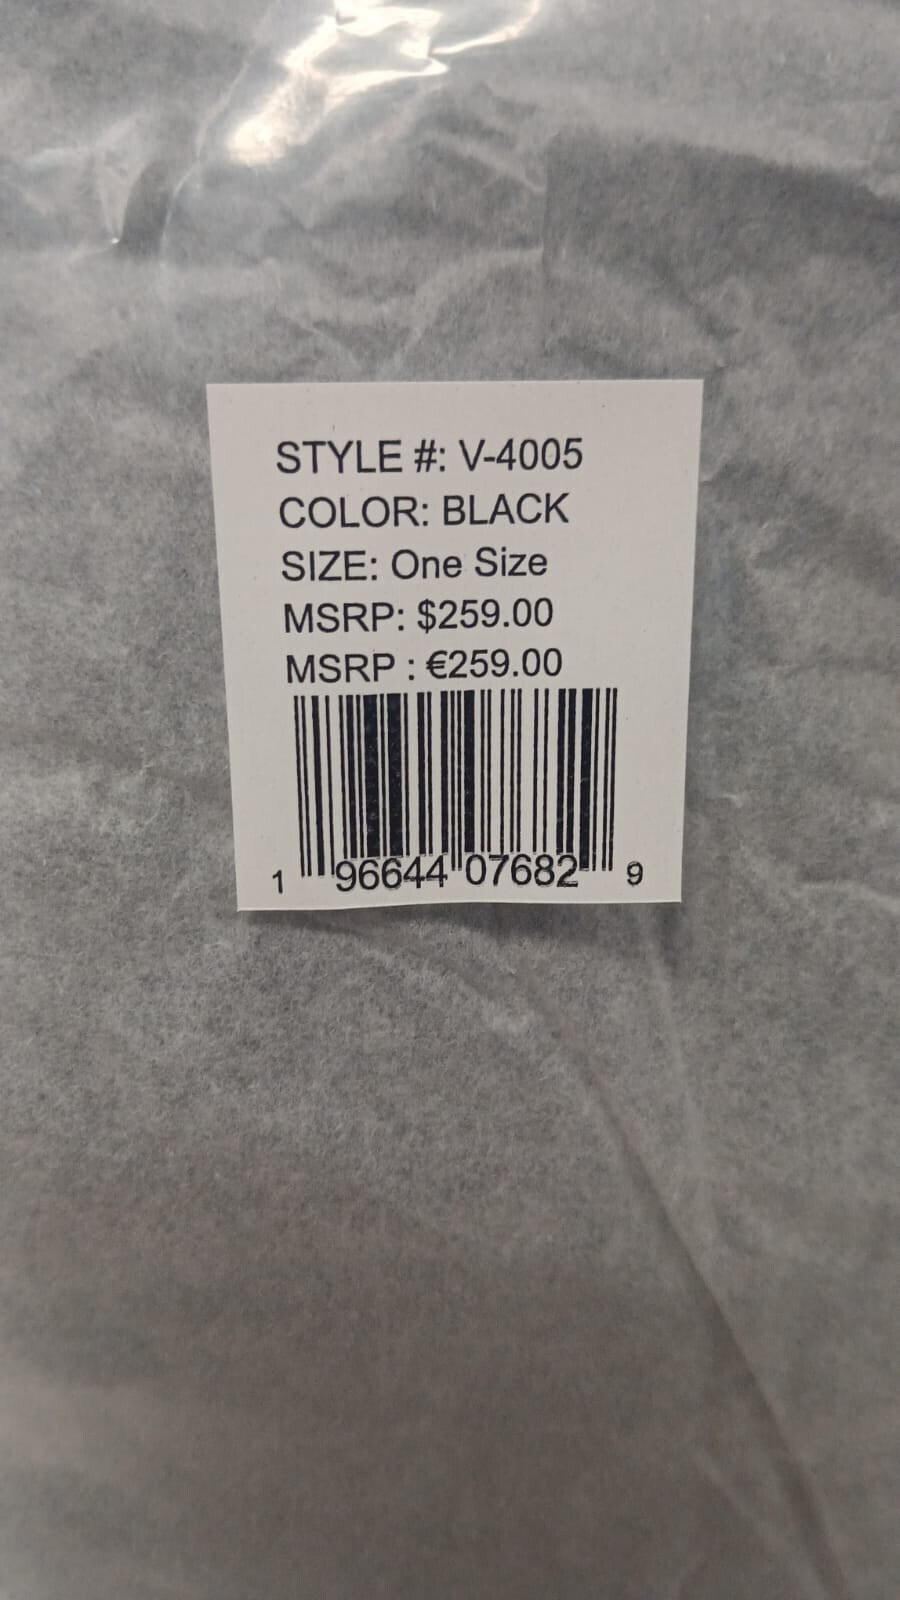 STYLE #: V-4005
COLOR: BLACK
SIZE: One Size
MSRP: $259.00
MSRP : €259.00
1 96644 07682 9